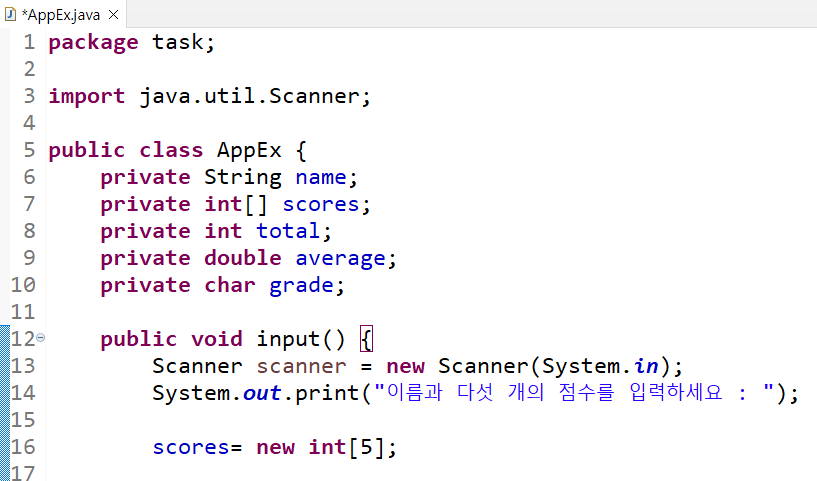 *AppEx.java
1 package task;
2
3 import java.util.Scanner;
4
5 public class AppEx {
6 private String name;
7 private int[] scores;
8 private int total;
9 private double average;
10 private char grade;
11
12 public void input() {
13 Scanner scanner = new Scanner(System.in);
14 System.out.print("이름과 다섯 개의 점수를 입력하세요 : ");
15
16 scores= new int[5];
17